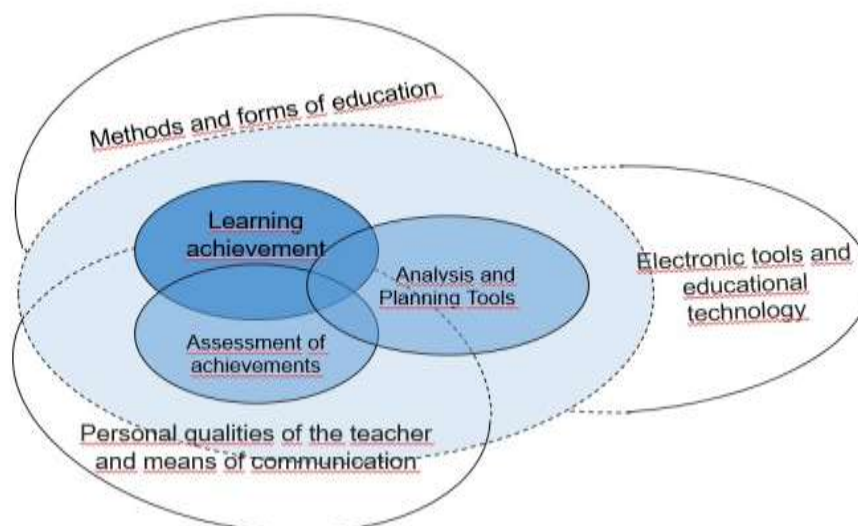 Methods and forms of education
Learning
achievement
Analysis and
Planning Tools
Electronic tools and
educational
technology
Assessment of
achievements
Personal qualities of the teacher
and means of communication